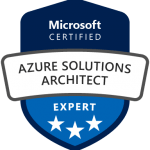 Microsoft
CERTIFIED
AZURE SOLUTIONS
ARCHITECT
EXPERT